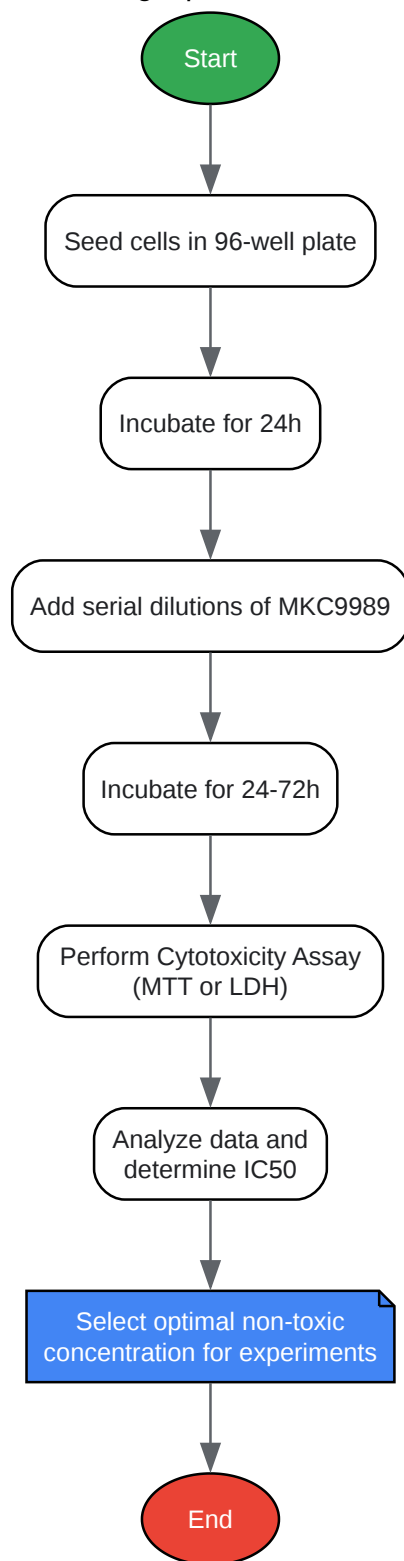 Start
Seed cells in 96-well plate
Incubate for 24h
Add serial dilutions of MKC9989
Incubate for 24-72h
Perform Cytotoxicity Assay
(MTT or LDH)
Analyze data and
determine IC50
Select optimal non-toxic
concentration for experiments
End